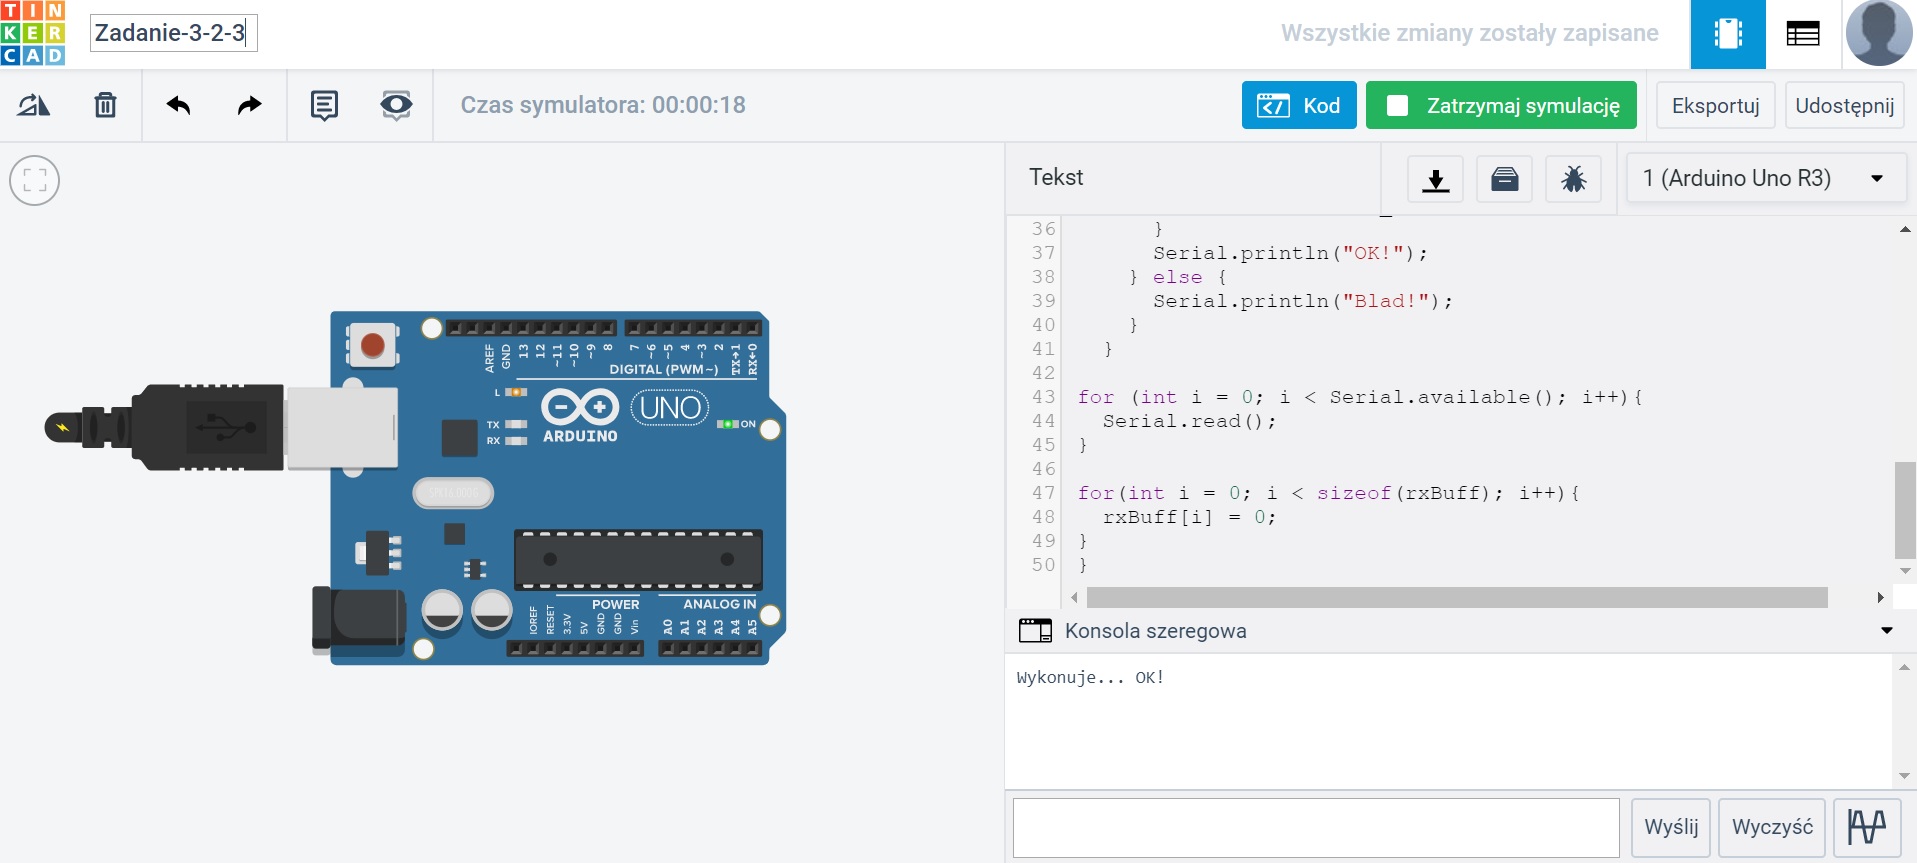 TIN
KER
CAD
Zadanie-3-2-3
Wszystkie zmiany zostały zapisane
Czas symulatora: 00:00:18
Kod
Zatrzymaj symulację
Eksportuj
Udostępnij
Tekst
1 (Arduino Uno R3)
36 }
37 Serial.println("OK!");
38 } else {
39 Serial.println("Blad!");
40 }
41 }
42
43 for (int i = 0; i < Serial.available(); i++){
44 Serial.read();
45 }
46
47 for(int i = 0; i < sizeof(rxBuff); i++){
48 rxBuff[i] = 0;
49 }
50 }
Konsola szeregowa
Wykonuje... OK!
Wyślij
Wyczyść
AREF
GND
13
12
~11
~10
~9
8
7
~6
~5
4
~3
2
TX→1
RX←0
DIGITAL (PWM~)
L
TX
RX
ARDUINO
UNO
ON
POWER
ANALOG IN
IOREF
RESET
3.3V
5V
GND
GND
Vin
A0
A1
A2
A3
A4
A5